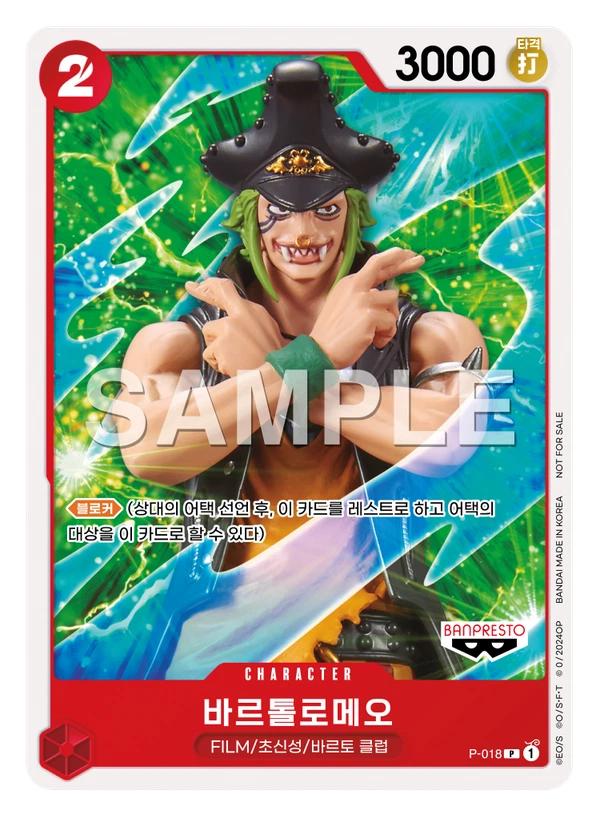 2
3000
타격
打
SAMPLE
블로커 (상대의 어택 선언 후, 이 카드를 레스트로 하고 어택의
대상을 이 카드로 할 수 있다)
BANPRESTO
CHARACTER
바르톨로메오
FILM/초신성/바르토 클럽
P-018 P 1
©EO/S ©O/S·F·T © 0/2024OP BANDAI MADE IN KOREA NOT FOR SALE